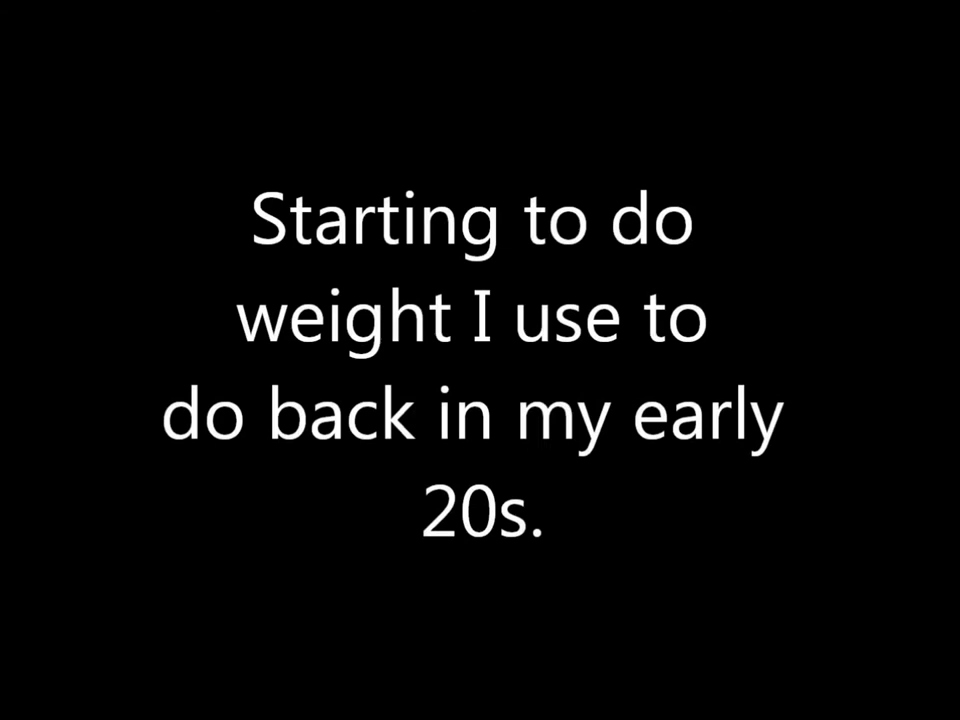 Starting to do
weight I use to
do back in my early
20s.